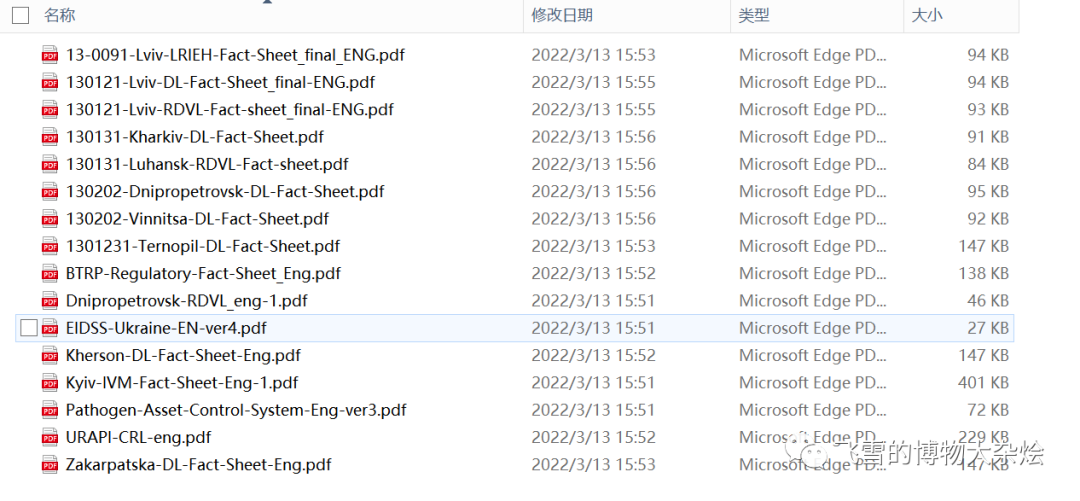 名称 修改日期 类型 大小
13-0091-Lviv-LRIEH-Fact-Sheet_final_ENG.pdf 2022/3/13 15:53 Microsoft Edge PD... 94 KB
130121-Lviv-DL-Fact-Sheet_final-ENG.pdf 2022/3/13 15:55 Microsoft Edge PD... 94 KB
130121-Lviv-RDVL-Fact-sheet_final-ENG.pdf 2022/3/13 15:55 Microsoft Edge PD... 93 KB
130131-Kharkiv-DL-Fact-Sheet.pdf 2022/3/13 15:56 Microsoft Edge PD... 91 KB
130131-Luhansk-RDVL-Fact-sheet.pdf 2022/3/13 15:56 Microsoft Edge PD... 84 KB
130202-Dnipropetrovsk-DL-Fact-Sheet.pdf 2022/3/13 15:56 Microsoft Edge PD... 95 KB
130202-Vinnitsa-DL-Fact-Sheet.pdf 2022/3/13 15:56 Microsoft Edge PD... 92 KB
1301231-Ternopil-DL-Fact-Sheet.pdf 2022/3/13 15:53 Microsoft Edge PD... 147 KB
BTRP-Regulatory-Fact-Sheet_Eng.pdf 2022/3/13 15:52 Microsoft Edge PD... 138 KB
Dnipropetrovsk-RDVL_eng-1.pdf 2022/3/13 15:51 Microsoft Edge PD... 46 KB
EIDSS-Ukraine-EN-ver4.pdf 2022/3/13 15:51 Microsoft Edge PD... 27 KB
Kherson-DL-Fact-Sheet-Eng.pdf 2022/3/13 15:52 Microsoft Edge PD... 147 KB
Kyiv-IVM-Fact-Sheet-Eng-1.pdf 2022/3/13 15:51 Microsoft Edge PD... 401 KB
Pathogen-Asset-Control-System-Eng-ver3.pdf 2022/3/13 15:51 Microsoft Edge PD... 72 KB
URAPI-CRL-eng.pdf 2022/3/13 15:52 Microsoft Edge PD... 229 KB
飞雪的博物大杂烩
Zakarpatska-DL-Fact-Sheet-Eng.pdf 2022/3/13 15:53 Microsoft Edge PD... 147 KB